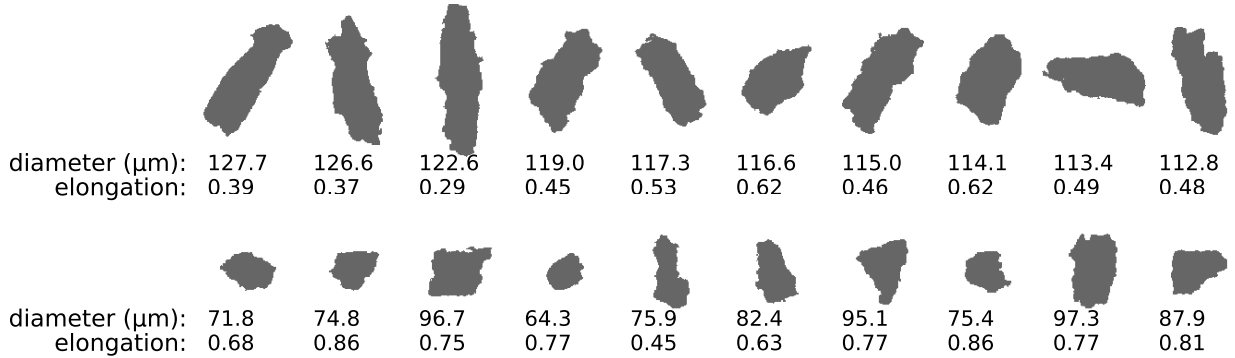 diameter (μm): 127.7 126.6 122.6 119.0 117.3 116.6 115.0 114.1 113.4 112.8
elongation: 0.39 0.37 0.29 0.45 0.53 0.62 0.46 0.62 0.49 0.48
diameter (μm): 71.8 74.8 96.7 64.3 75.9 82.4 95.1 75.4 97.3 87.9
elongation: 0.68 0.86 0.75 0.77 0.45 0.63 0.77 0.86 0.77 0.81